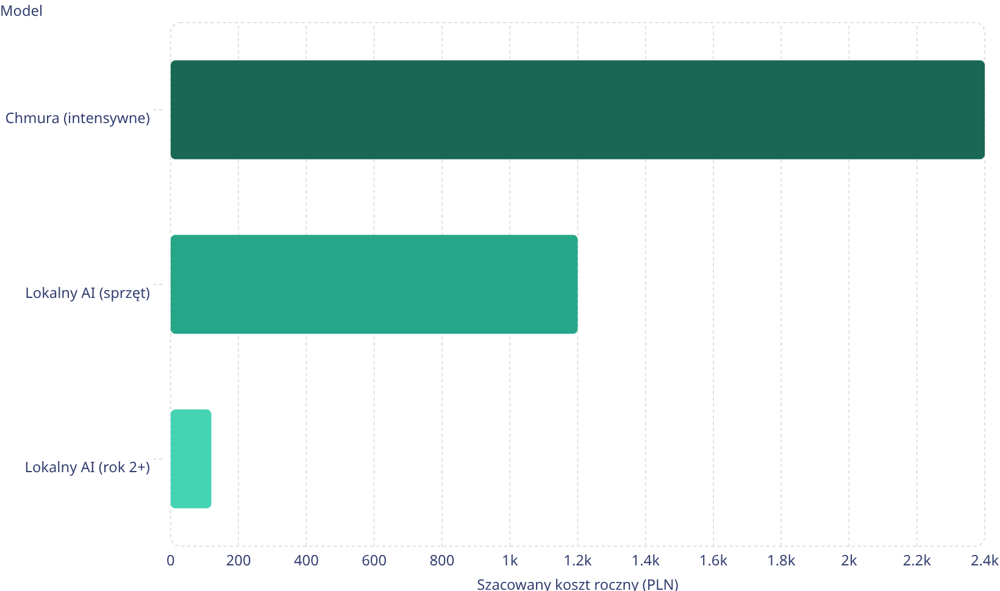 Model
Chmura (intensywne)
Lokalny AI (sprzęt)
Lokalny AI (rok 2+)
0 200 400 600 800 1k 1.2k 1.4k 1.6k 1.8k 2k 2.2k 2.4k
Szacowany koszt roczny (PLN)